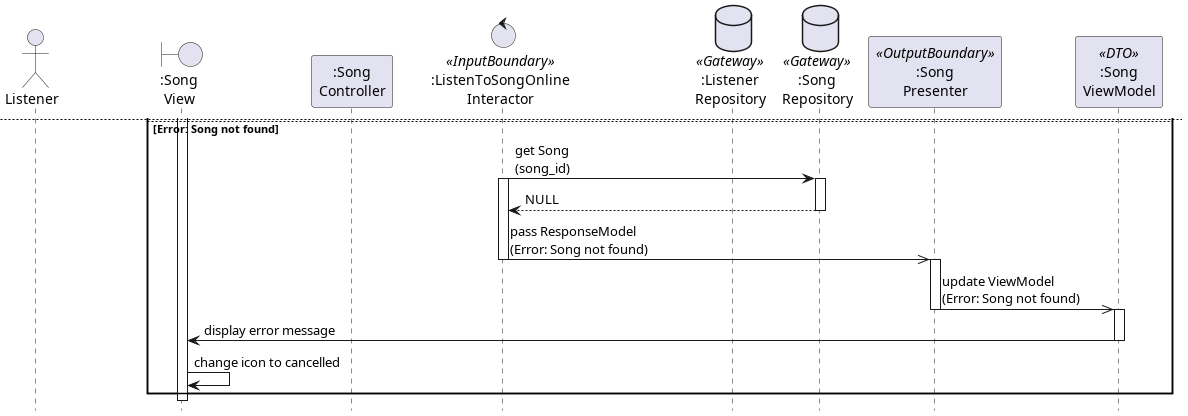 Listener
:Song
View
:Song
Controller
«InputBoundary»
:ListenToSongOnline
Interactor
«Gateway»
:Listener
Repository
«Gateway»
:Song
Repository
«OutputBoundary»
:Song
Presenter
«DTO»
:Song
ViewModel
[Error: Song not found]
get Song
(song_id)
NULL
pass ResponseModel
(Error: Song not found)
update ViewModel
(Error: Song not found)
display error message
change icon to cancelled